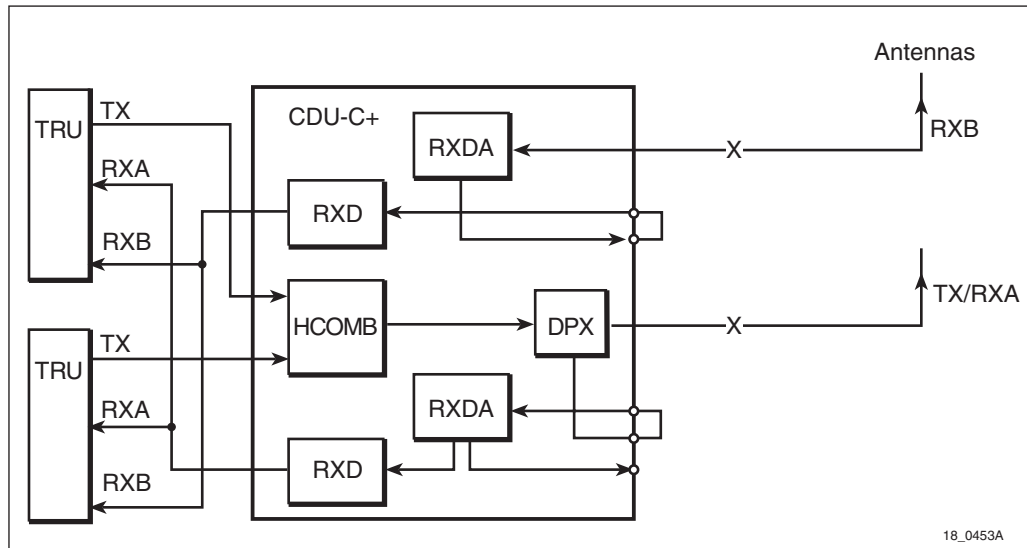 Antennas
TX
TRU
CDU-C+
RXDA
RXB
X
RXA
RXD
RXB
TX/RXA
HCOMB
DPX
X
TX
TRU
RXDA
RXA
RXD
RXB
18_0453A